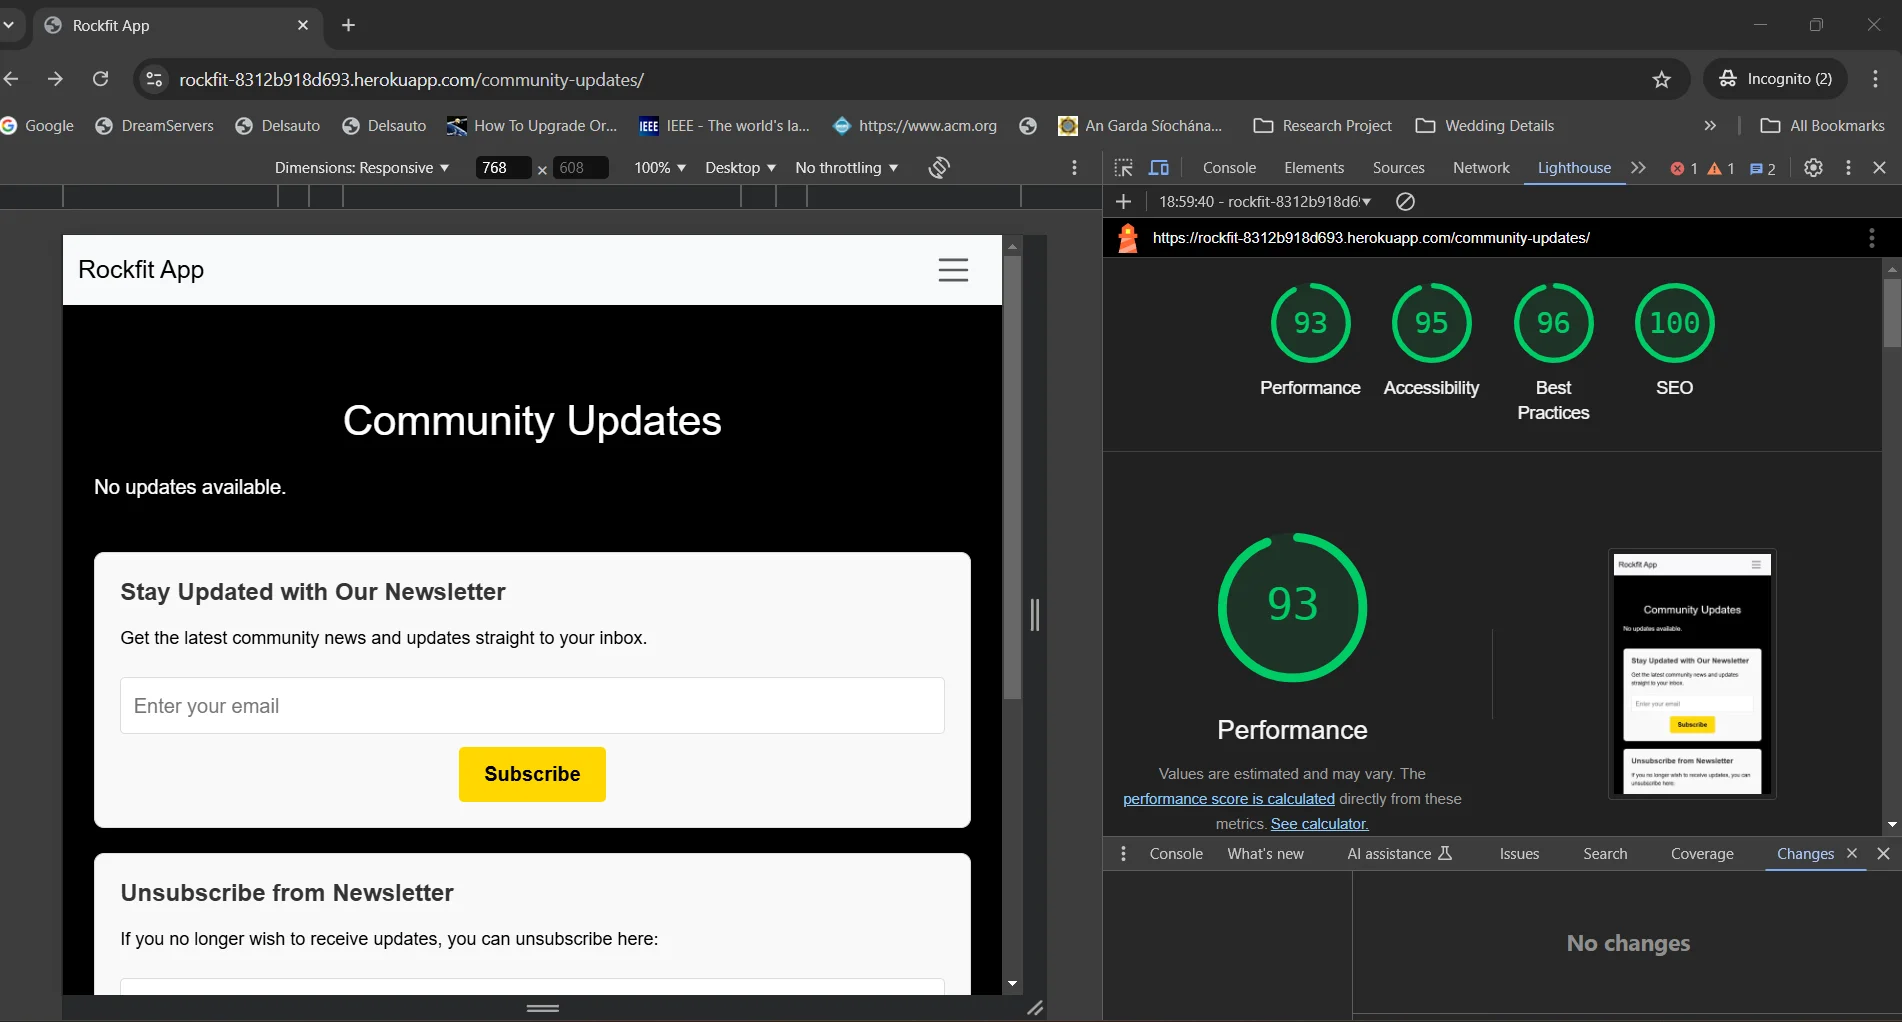 Rockfit App
rockfit-8312b918d693.herokuapp.com/community-updates/
Incognito (2)
Google
DreamServers
Delsauto
Delsauto
How To Upgrade Or...
IEEE
IEEE - The world's la...
https://www.acm.org
An Garda Síochána...
Research Project
Wedding Details
All Bookmarks
Dimensions: Responsive
768
×
608
100%
Desktop
No throttling
Console
Elements
Sources
Network
Lighthouse
1
1
2
18:59:40 - rockfit-8312b918d6
https://rockfit-8312b918d693.herokuapp.com/community-updates/
Rockfit App
Community Updates
No updates available.
Stay Updated with Our Newsletter
Get the latest community news and updates straight to your inbox.
Enter your email
Subscribe
Unsubscribe from Newsletter
If you no longer wish to receive updates, you can unsubscribe here:
93
95
96
100
Performance
Accessibility
Best
Practices
SEO
93
Performance
Values are estimated and may vary. The
performance score is calculated directly from these
metrics. See calculator.
Rockfit App
Community Updates
No updates available.
Stay Updated with Our Newsletter
Get the latest community news and updates
straight to your inbox.
Enter your email
Subscribe
Unsubscribe from Newsletter
If you no longer wish to receive updates, you can
unsubscribe here:
Console
What's new
AI assistance
Issues
Search
Coverage
Changes
No changes